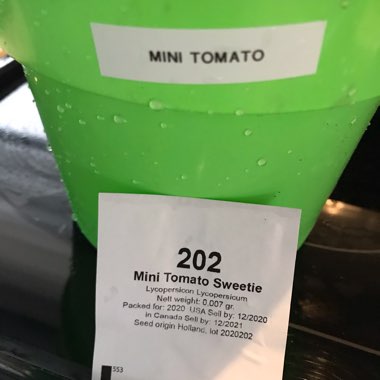 MINI TOMATO
202
Mini Tomato Sweetie
Lycopersicon Lycopersicum
Nett weight: 0.007 gr.
Packed for: 2020 USA Sell by: 12/2020
in Canada Sell by: 12/2021
Seed origin Holland, lot 2020202
553